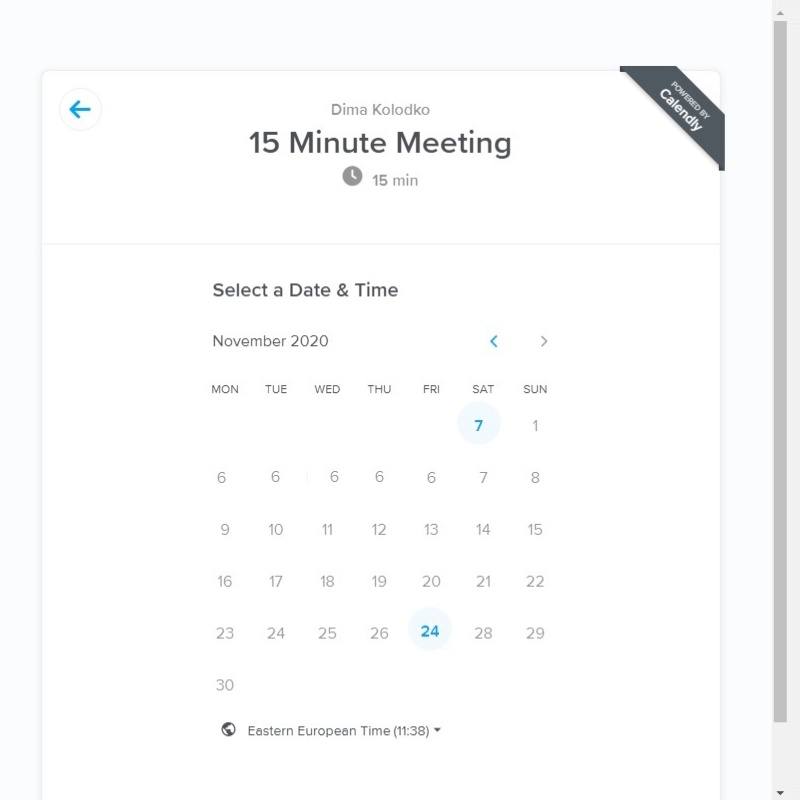 Dima Kolodko
POWERED BY
Calendly
15 Minute Meeting
15 min
Select a Date & Time
November 2020
MON TUE WED THU FRI SAT SUN
7 1
6 6 6 6 6 7 8
9 10 11 12 13 14 15
16 17 18 19 20 21 22
23 24 25 26 24 28 29
30
Eastern European Time (11:38)